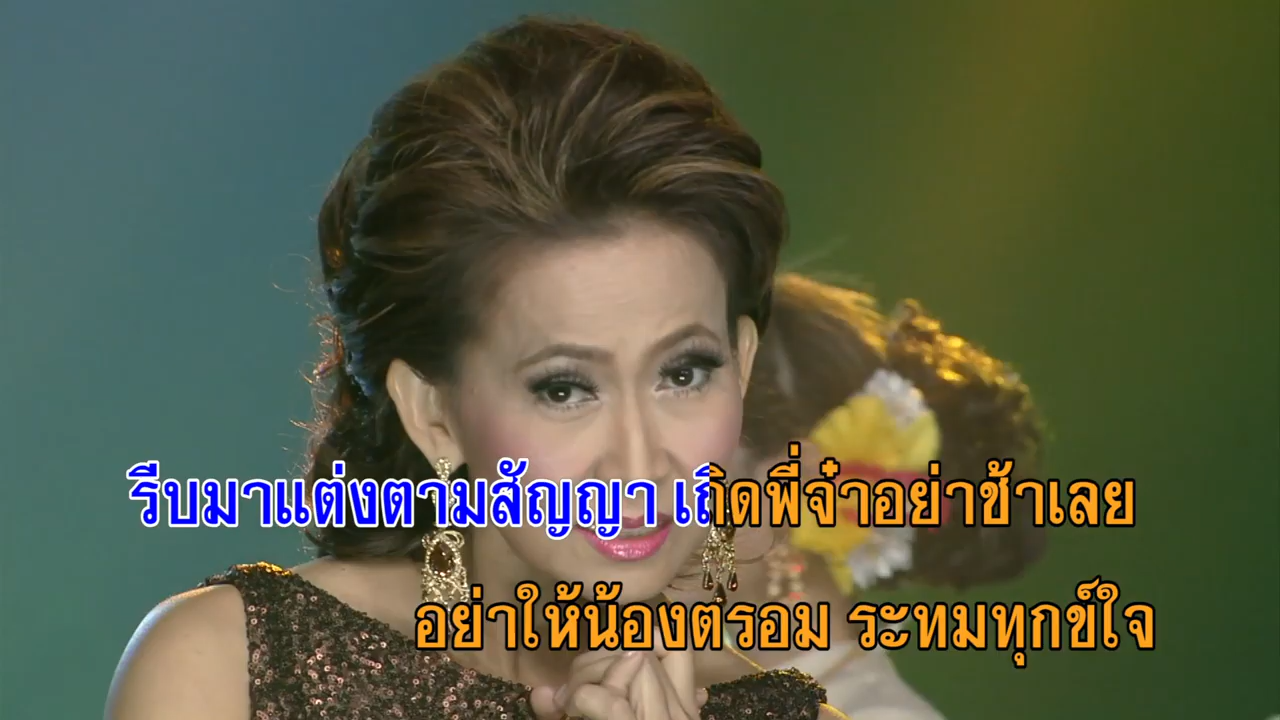 รีบมาแต่งตามสัญญา เถิดพี่จ๋าอย่าช้าเลย
อย่าให้น้องตรอม ระทมทุกข์ใจ